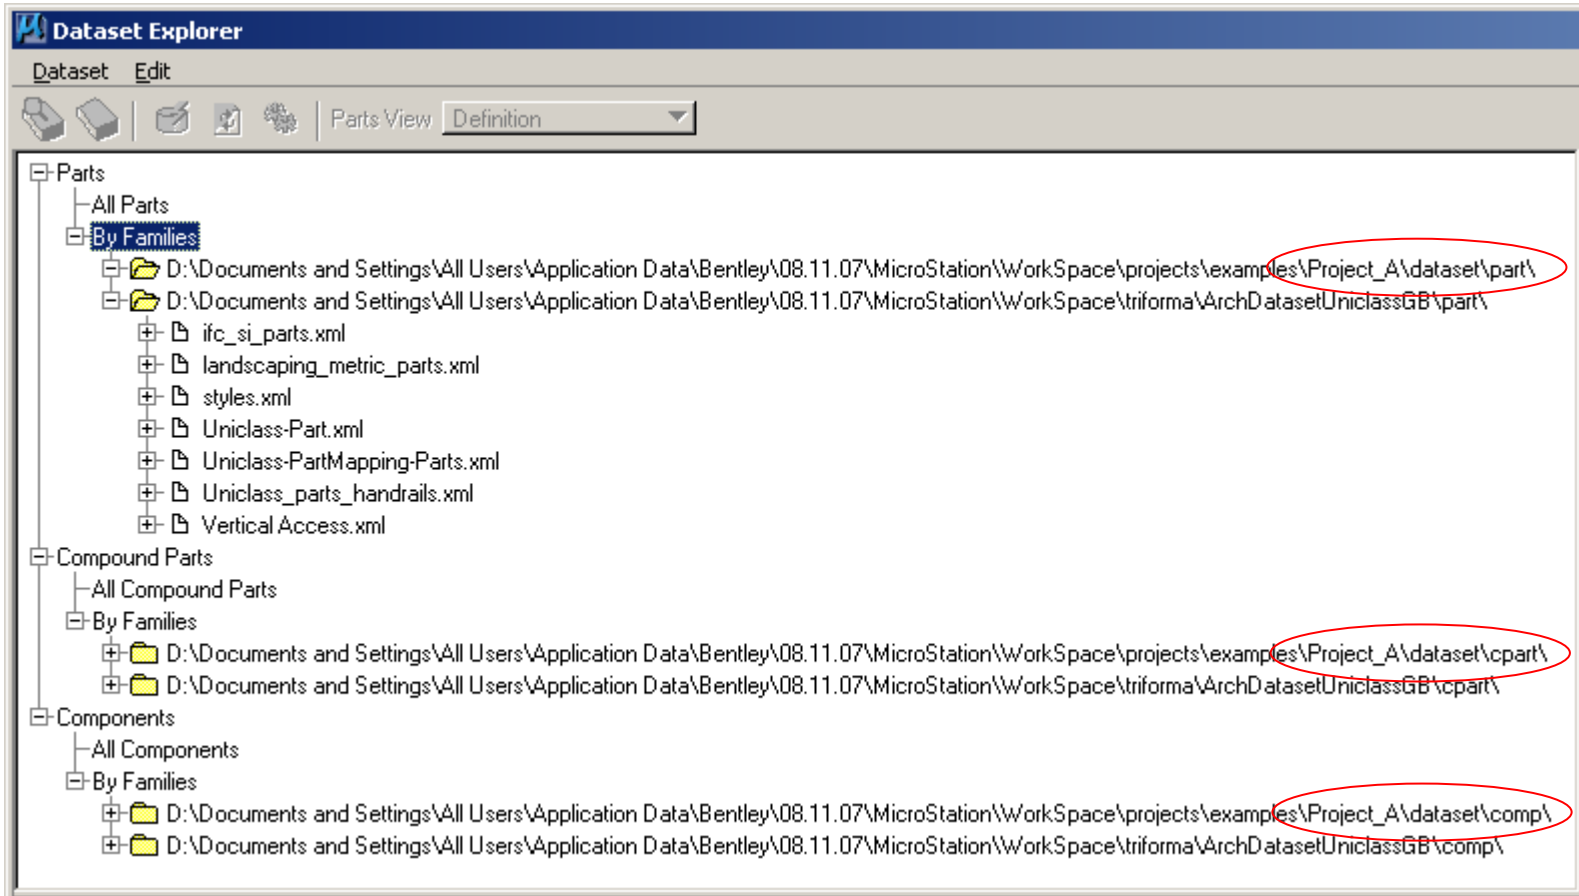 Dataset Explorer
Dataset Edit
Parts View Definition
Parts
All Parts
By Families
D:\Documents and Settings\All Users\Application Data\Bentley\08.11.07\MicroStation\WorkSpace\projects\examples\Project_A\dataset\part\
D:\Documents and Settings\All Users\Application Data\Bentley\08.11.07\MicroStation\WorkSpace\triforma\ArchDatasetUniclassGB\part\
ifc_si_parts.xml
landscaping_metric_parts.xml
styles.xml
Uniclass-Part.xml
Uniclass-PartMapping-Parts.xml
Uniclass_parts_handrails.xml
Vertical Access.xml
Compound Parts
All Compound Parts
By Families
D:\Documents and Settings\All Users\Application Data\Bentley\08.11.07\MicroStation\WorkSpace\projects\examples\Project_A\dataset\cpart\
D:\Documents and Settings\All Users\Application Data\Bentley\08.11.07\MicroStation\WorkSpace\triforma\ArchDatasetUniclassGB\cpart\
Components
All Components
By Families
D:\Documents and Settings\All Users\Application Data\Bentley\08.11.07\MicroStation\WorkSpace\projects\examples\Project_A\dataset\comp\
D:\Documents and Settings\All Users\Application Data\Bentley\08.11.07\MicroStation\WorkSpace\triforma\ArchDatasetUniclassGB\comp\